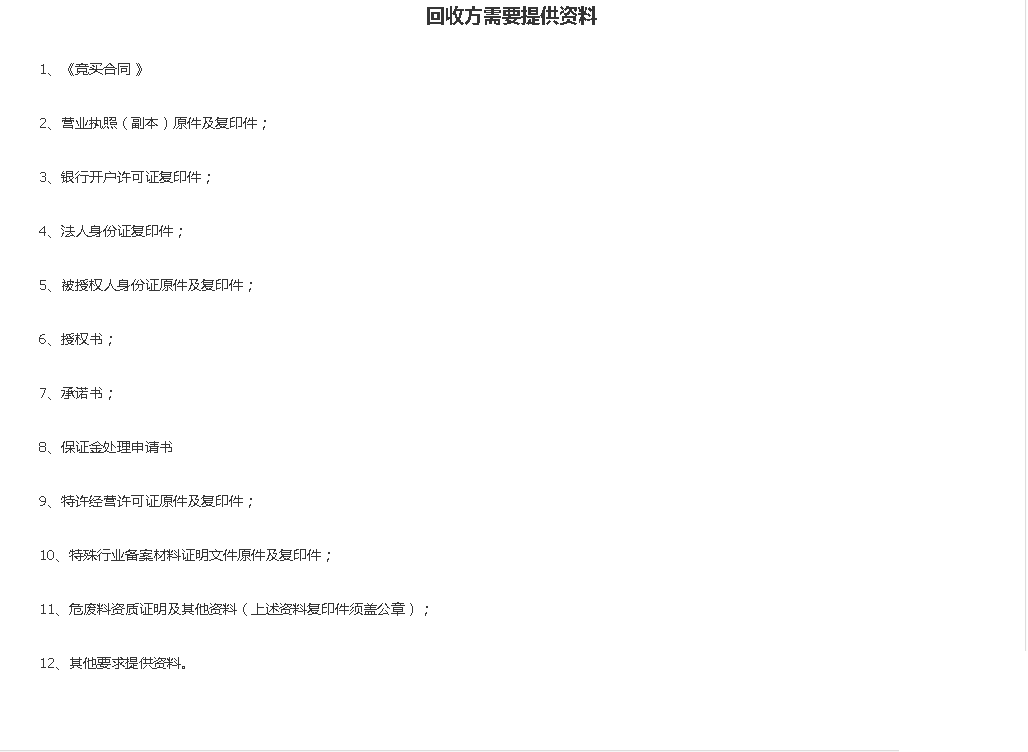 回收方需要提供资料
1、《竞买合同 》
2、营业执照（副本）原件及复印件；
3、银行开户许可证复印件；
4、法人身份证复印件；
5、被授权人身份证原件及复印件；
6、授权书；
7、承诺书；
8、保证金处理申请书
9、特许经营许可证原件及复印件；
10、特殊行业备案材料证明文件原件及复印件；
11、危废料资质证明及其他资料（上述资料复印件须盖公章）；
12、其他要求提供资料。